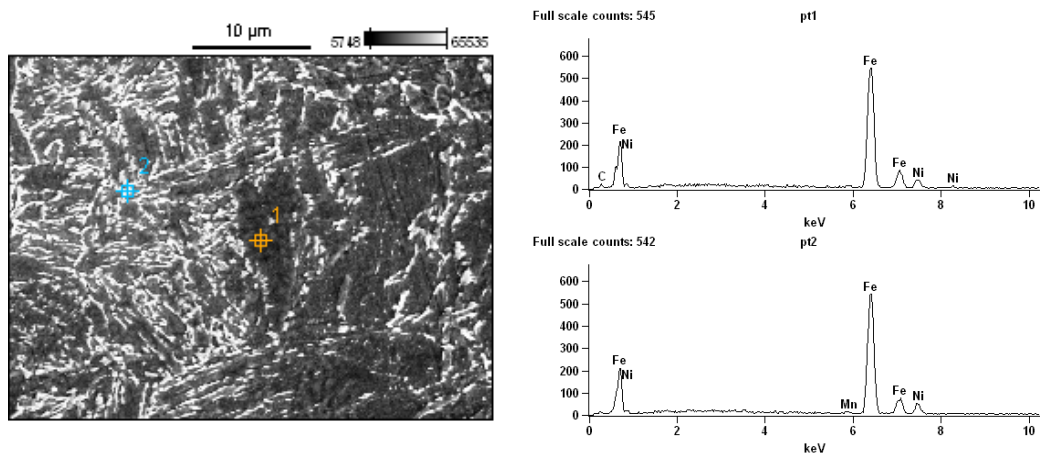 10 µm
5748 65535
2
1
Full scale counts: 545 pt1
600
500
400
300
200
100
0
Fe
Fe
Ni
C
Fe
Ni
Ni
0 2 4 6 8 10
keV
Full scale counts: 542 pt2
600
500
400
300
200
100
0
Fe
Fe
Ni
Mn
Fe
Ni
0 2 4 6 8 10
keV